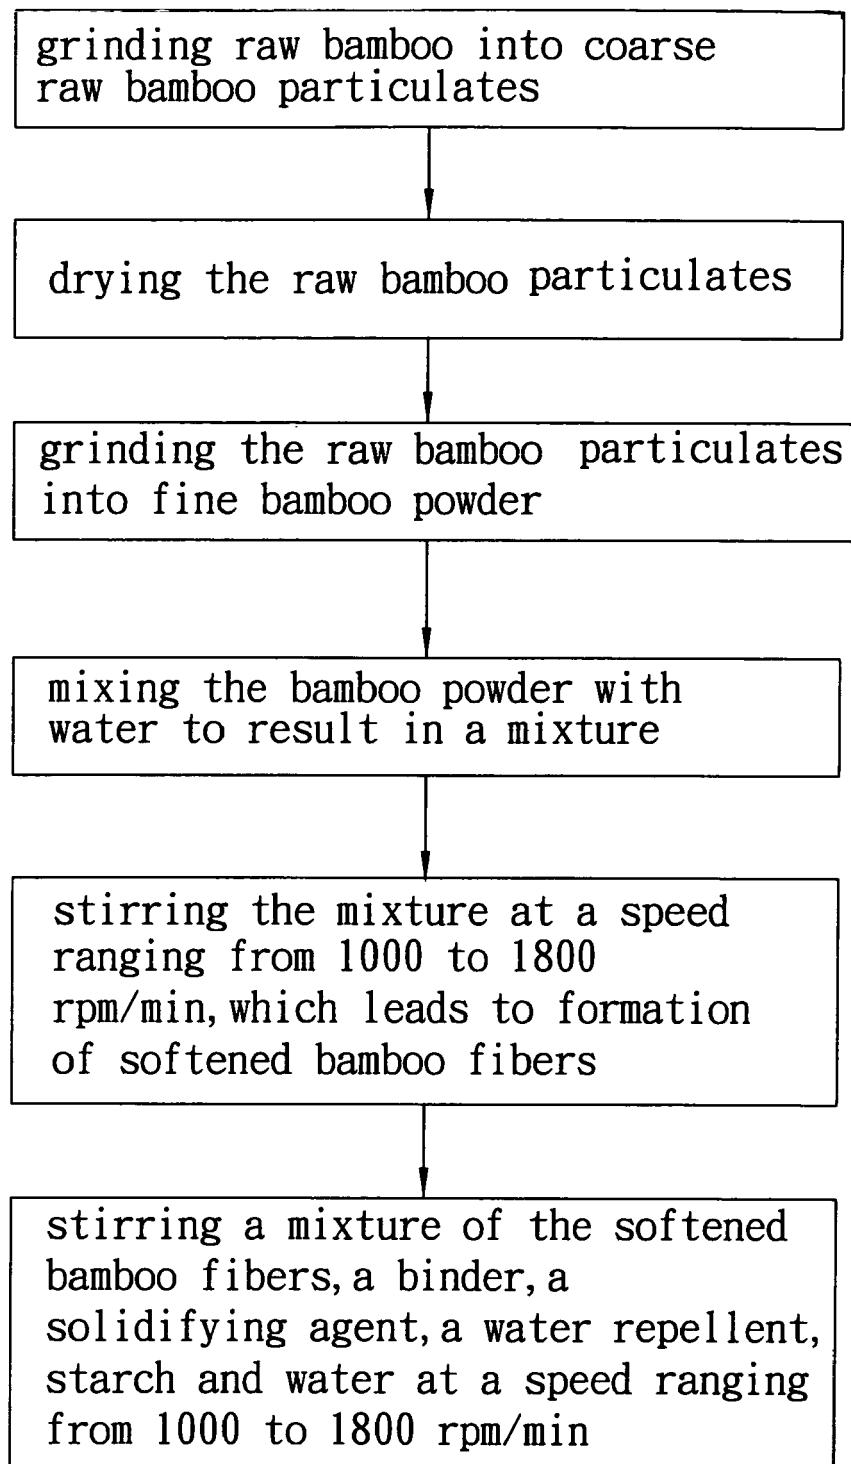 grinding raw bamboo into coarse
raw bamboo particulates
drying the raw bamboo particulates
grinding the raw bamboo particulates
into fine bamboo powder
mixing the bamboo powder with
water to result in a mixture
stirring the mixture at a speed
ranging from 1000 to 1800
rpm/min, which leads to formation
of softened bamboo fibers
stirring a mixture of the softened
bamboo fibers, a binder, a
solidifying agent, a water repellent,
starch and water at a speed ranging
from 1000 to 1800 rpm/min